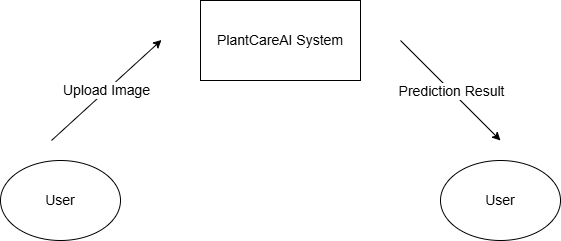 PlantCareAI System
Upload Image
Prediction Result
User
User